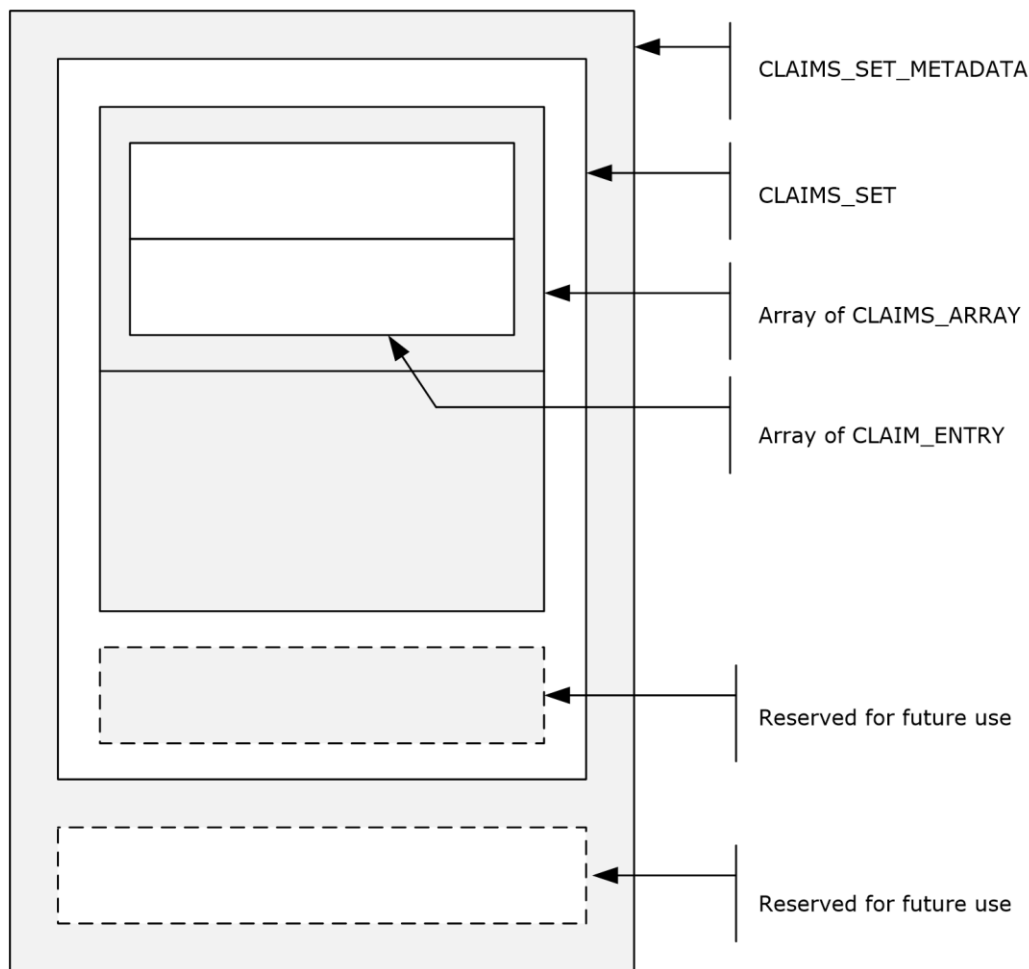 CLAIMS_SET_METADATA
CLAIMS_SET
Array of CLAIMS_ARRAY
Array of CLAIM_ENTRY
Reserved for future use
Reserved for future use